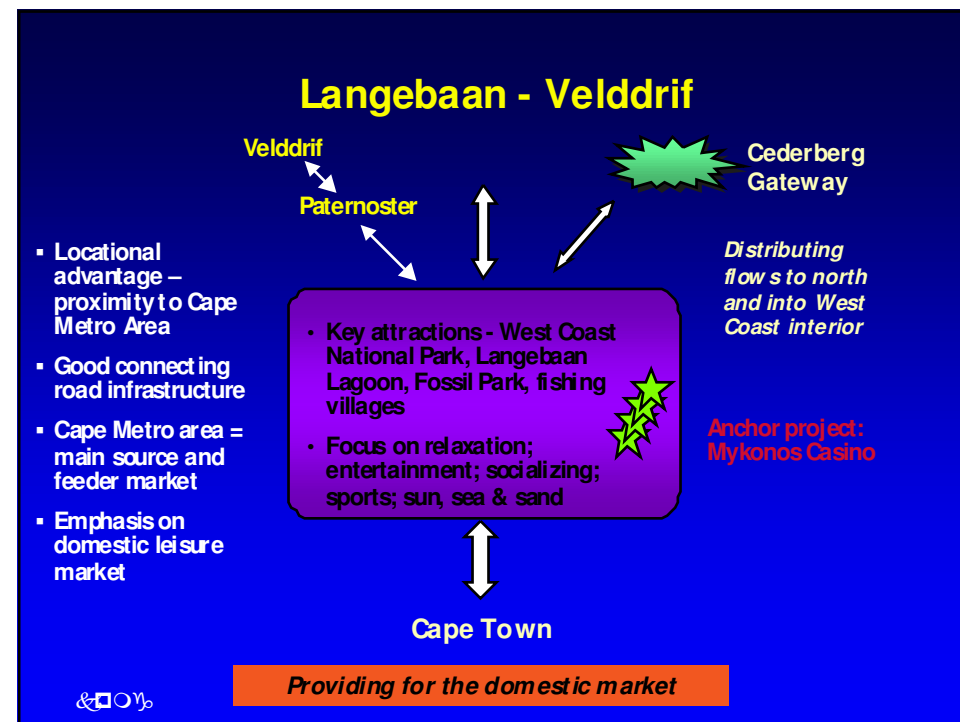 Langebaan - Velddrif
Velddrif
Paternoster
Cederberg
Gateway
▪ Locational
advantage –
proximity to Cape
Metro Area
▪ Good connecting
road infrastructure
▪ Cape Metro area =
main source and
feeder market
▪ Emphasis on
domestic leisure
market
• Key attractions - West Coast
National Park, Langebaan
Lagoon, Fossil Park, fishing
villages
• Focus on relaxation;
entertainment; socializing;
sports; sun, sea & sand
Distributing
flows to north
and into West
Coast interior
Anchor project:
Mykonos Casino
Cape Town
Providing for the domestic market